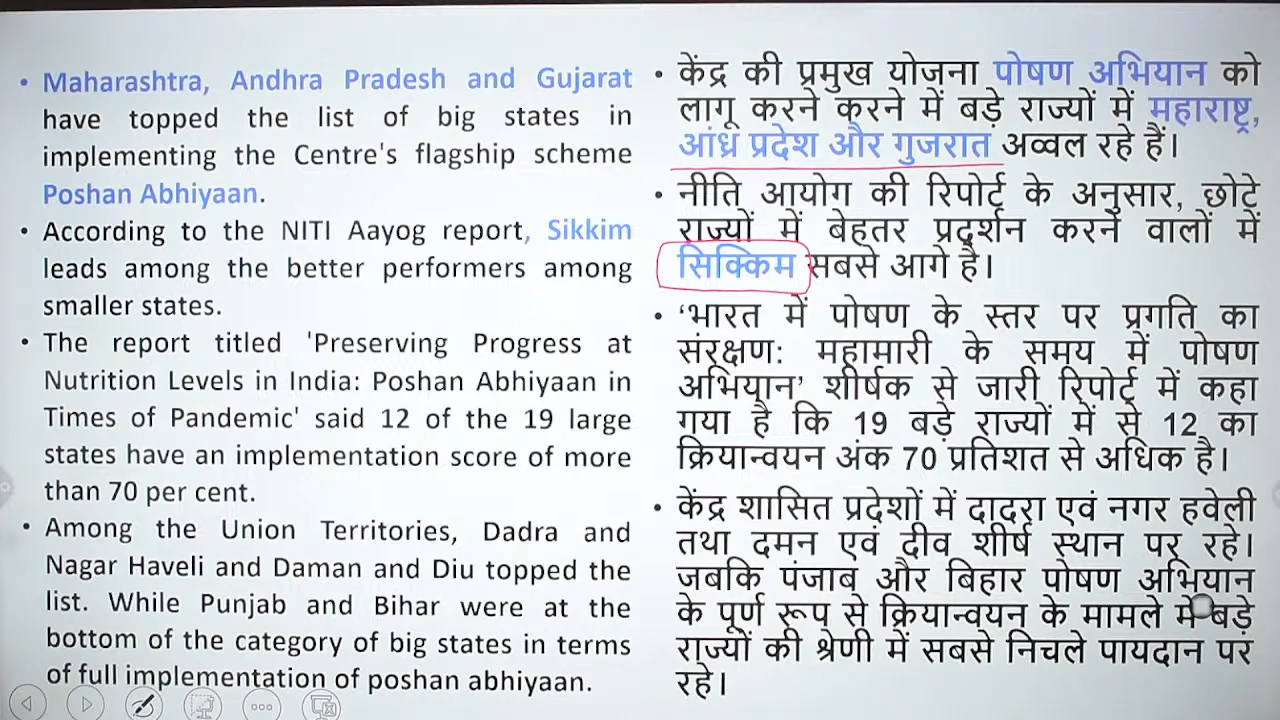 • Maharashtra, Andhra Pradesh and Gujarat
have topped the list of big states in
implementing the Centre's flagship scheme
Poshan Abhiyaan.
• According to the NITI Aayog report, Sikkim
leads among the better performers among
smaller states.
• The report titled 'Preserving Progress at
Nutrition Levels in India: Poshan Abhiyaan in
Times of Pandemic' said 12 of the 19 large
states have an implementation score of more
than 70 per cent.
• Among the Union Territories, Dadra and
Nagar Haveli and Daman and Diu topped the
list. While Punjab and Bihar were at the
bottom of the category of big states in terms
of full implementation of poshan abhiyaan.
• केंद्र की प्रमुख योजना पोषण अभियान को
लागू करने करने में बड़े राज्यों में महाराष्ट्र,
आंध्र प्रदेश और गुजरात अव्वल रहे हैं।
• नीति आयोग की रिपोर्ट के अनुसार, छोटे
राज्यों में बेहतर प्रदर्शन करने वालों में
सिक्किम सबसे आगे है।
• ‘भारत में पोषण के स्तर पर प्रगति का
संरक्षण: महामारी के समय में पोषण
अभियान’ शीर्षक से जारी रिपोर्ट में कहा
गया है कि 19 बड़े राज्यों में से 12 का
क्रियान्वयन अंक 70 प्रतिशत से अधिक है।
• केंद्र शासित प्रदेशों में दादरा एवं नगर हवेली
तथा दमन एवं दीव शीर्ष स्थान पर रहे।
जबकि पंजाब और बिहार पोषण अभियान
के पूर्ण रूप से क्रियान्वयन के मामले में बड़े
राज्यों की श्रेणी में सबसे निचले पायदान पर
रहे।